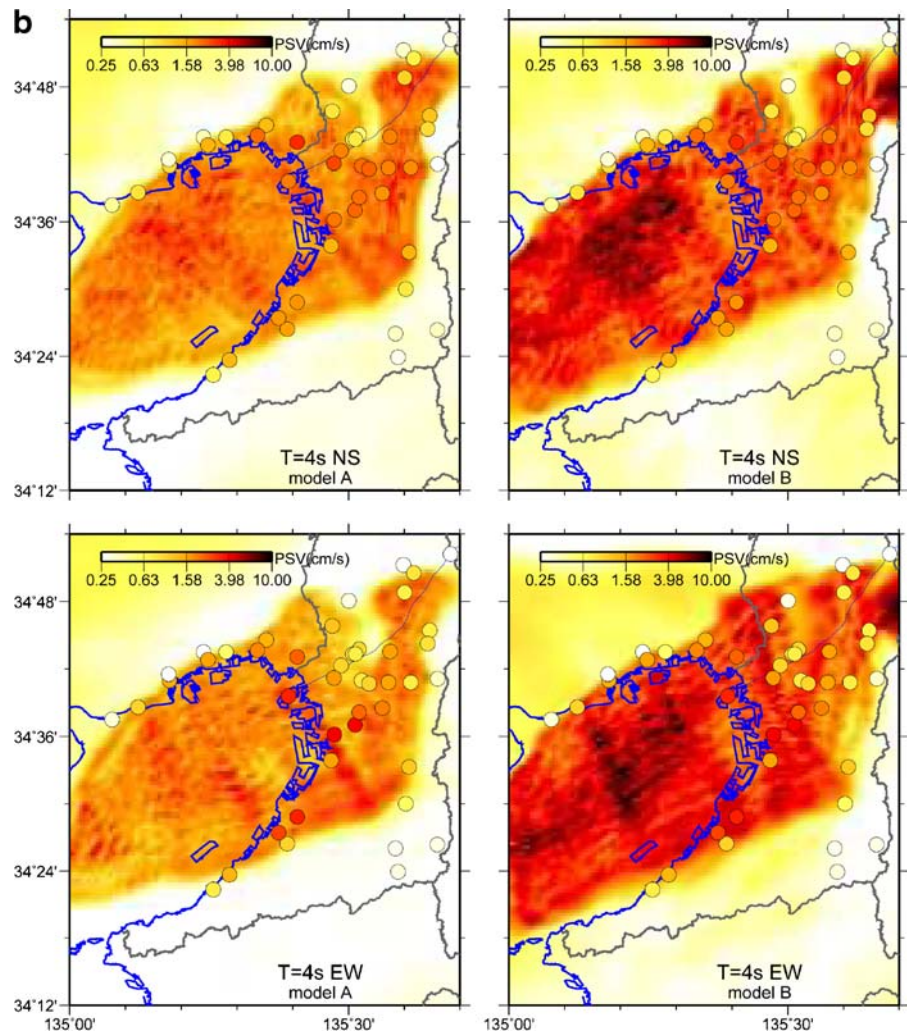 b
PSV(cm/s)
0.25 0.63 1.58 3.98 10.00
PSV(cm/s)
0.25 0.63 1.58 3.98 10.00
34°48'
34°36'
34°24'
34°12'
T=4s NS
model A
T=4s NS
model B
PSV(cm/s)
0.25 0.63 1.58 3.98 10.00
PSV(cm/s)
0.25 0.63 1.58 3.98 10.00
34°48'
34°36'
34°24'
34°12'
T=4s EW
model A
T=4s EW
model B
135°00' 135°30' 135°00' 135°30'